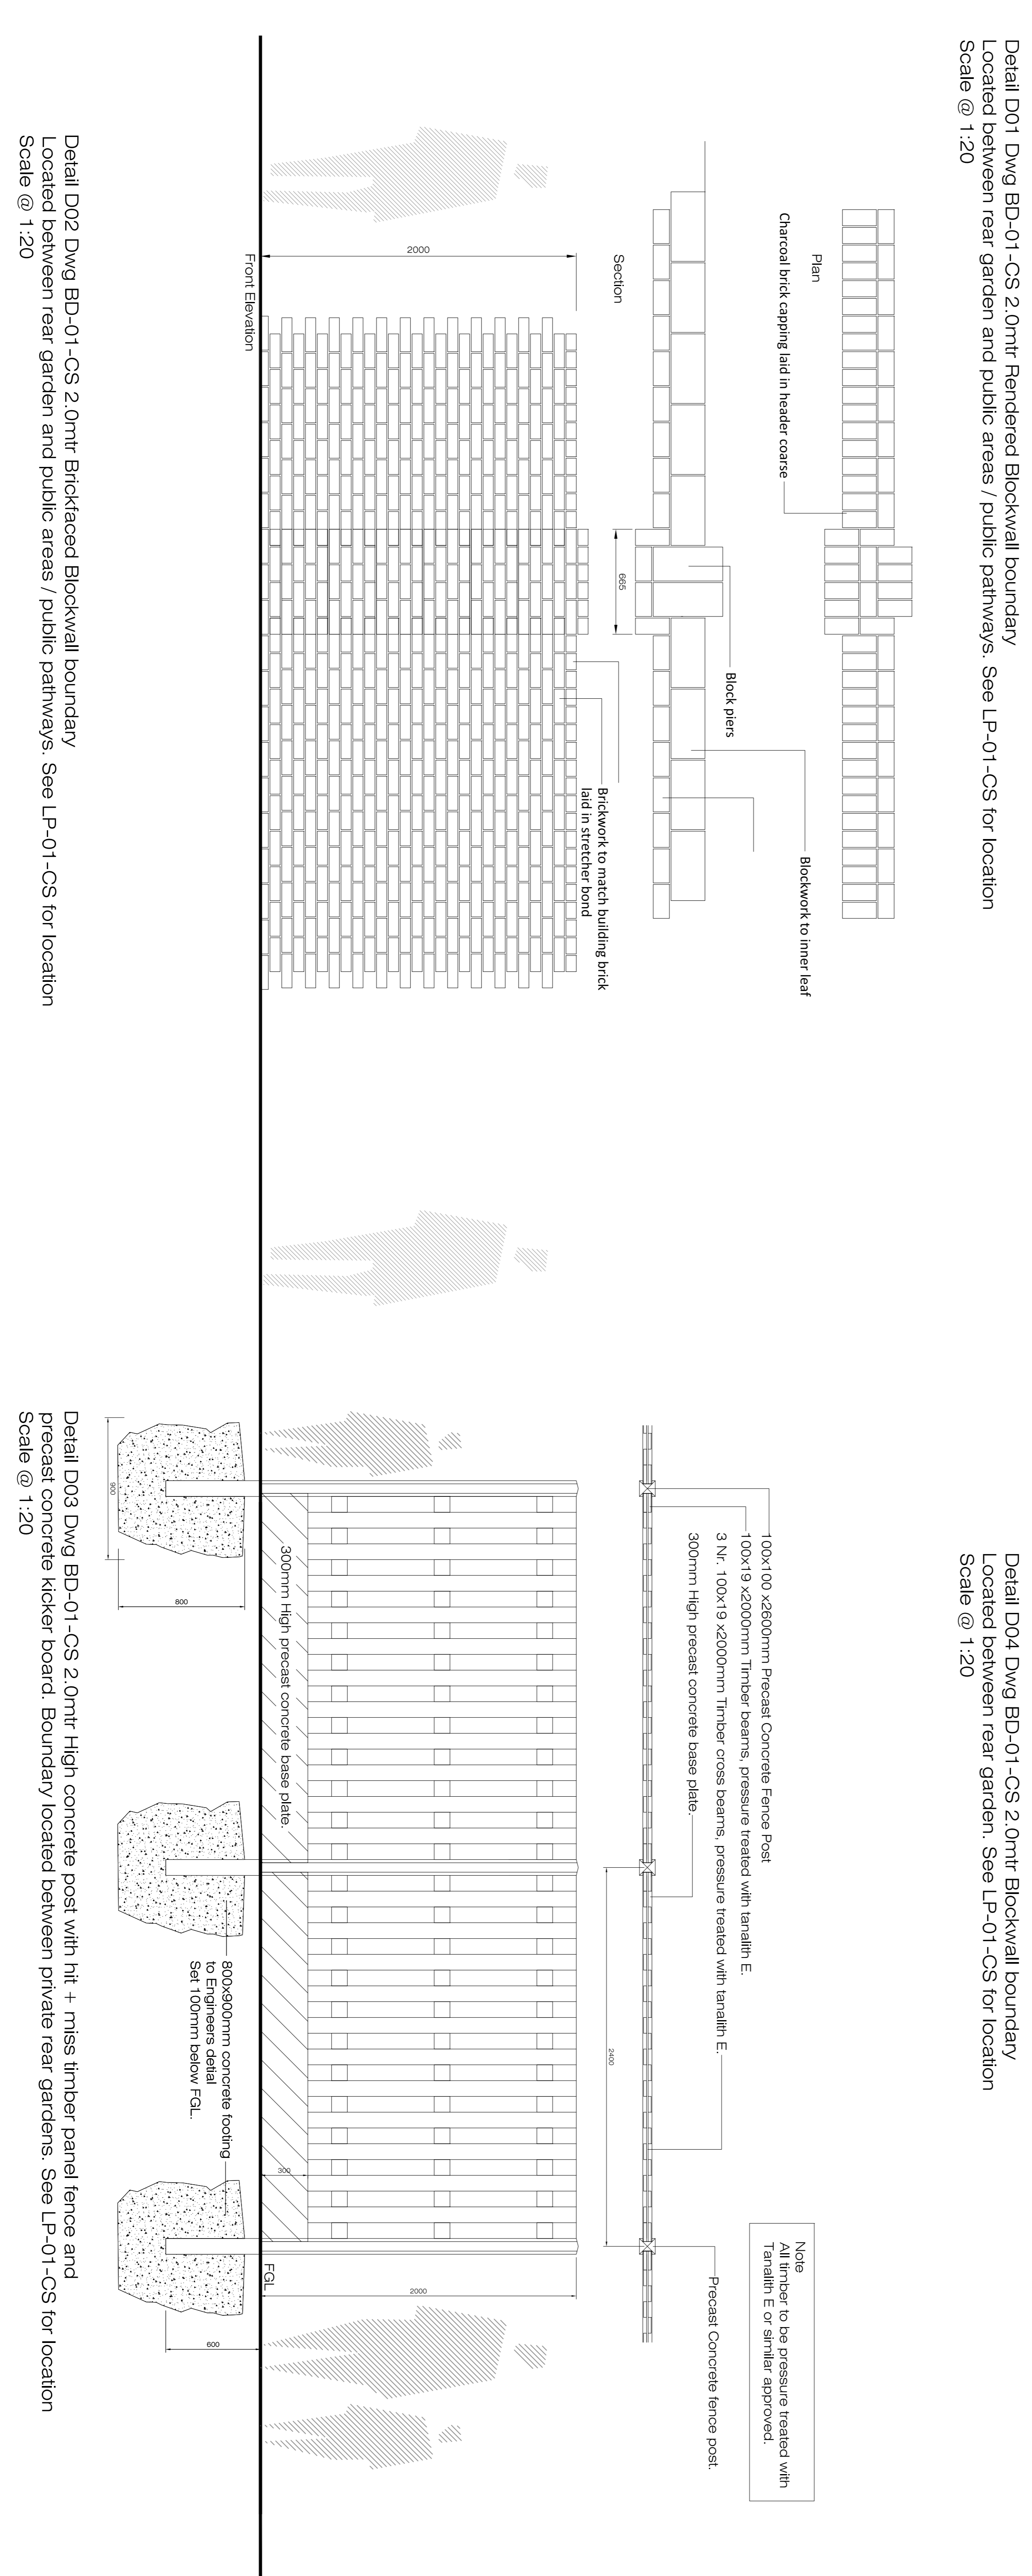 Detail D01 Dwg BD-01-CS 2.0mtr Rendered Blockwall boundary
Located between rear garden and public areas / public pathways. See LP-01-CS for location
Scale @ 1:20
Detail D04 Dwg BD-01-CS 2.0mtr Blockwall boundary
Located between rear garden. See LP-01-CS for location
Scale @ 1:20
Plan
Charcoal brick capping laid in header coarse
Blockwork to inner leaf
Block piers
Section
665
Brickwork to match building brick
laid in stretcher bond
2000
Front Elevation
Note
All timber to be pressure treated with
Tanalith E or similar approved.
100x100 x2600mm Precast Concrete Fence Post
100x19 x2000mm Timber beams, pressure treated with tanalith E.
3 Nr. 100x19 x2000mm Timber cross beams, pressure treated with tanalith E.
300mm High precast concrete base plate.
Precast Concrete fence post.
2400
2000
300mm High precast concrete base plate.
300
FGL
800x900mm concrete footing
to Engineers detial
Set 100mm below FGL.
600
800
900
Detail D02 Dwg BD-01-CS 2.0mtr Brickfaced Blockwall boundary
Located between rear garden and public areas / public pathways. See LP-01-CS for location
Scale @ 1:20
Detail D03 Dwg BD-01-CS 2.0mtr High concrete post with hit + miss timber panel fence and
precast concrete kicker board. Boundary located between private rear gardens. See LP-01-CS for location
Scale @ 1:20